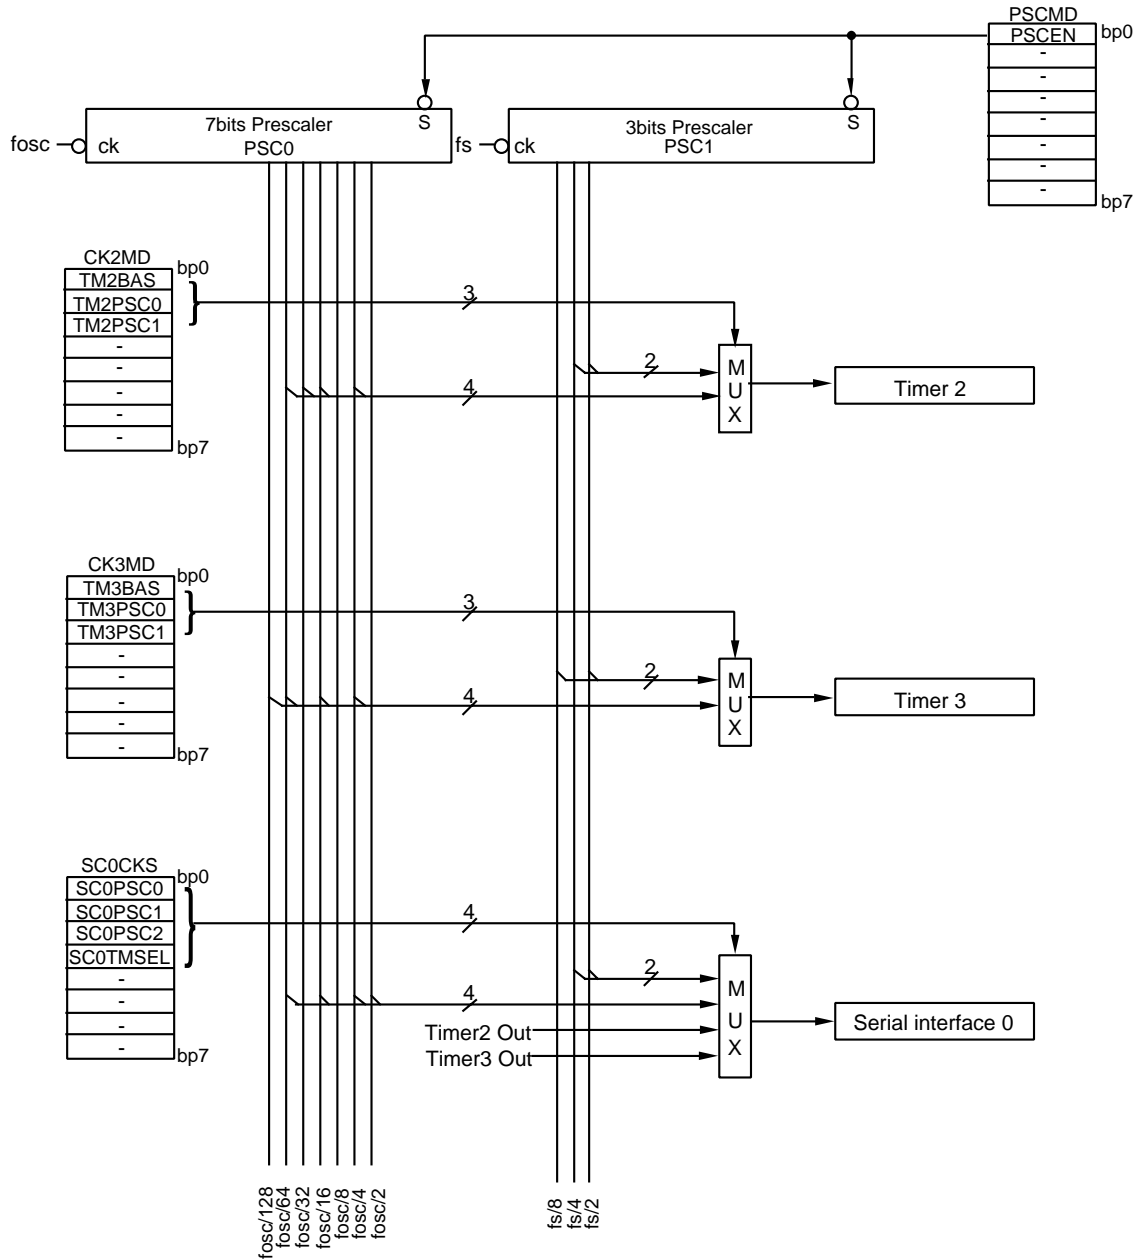 PSCMD
PSCEN bp0
-
-
-
-
-
-
-
bp7
7bits Prescaler
PSC0
S
fosc ck
3bits Prescaler
PSC1
S
fs ck
CK2MD
bp0
TM2BAS
TM2PSC0
TM2PSC1
-
-
-
-
-
bp7
3
2
4
MUX
Timer 2
CK3MD
bp0
TM3BAS
TM3PSC0
TM3PSC1
-
-
-
-
-
bp7
3
2
4
MUX
Timer 3
SC0CKS
bp0
SC0PSC0
SC0PSC1
SC0PSC2
SC0TMSEL
-
-
-
-
bp7
4
2
4
Timer2 Out
Timer3 Out
MUX
Serial interface 0
fosc/128
fosc/64
fosc/32
fosc/16
fosc/8
fosc/4
fosc/2
fs/8
fs/4
fs/2